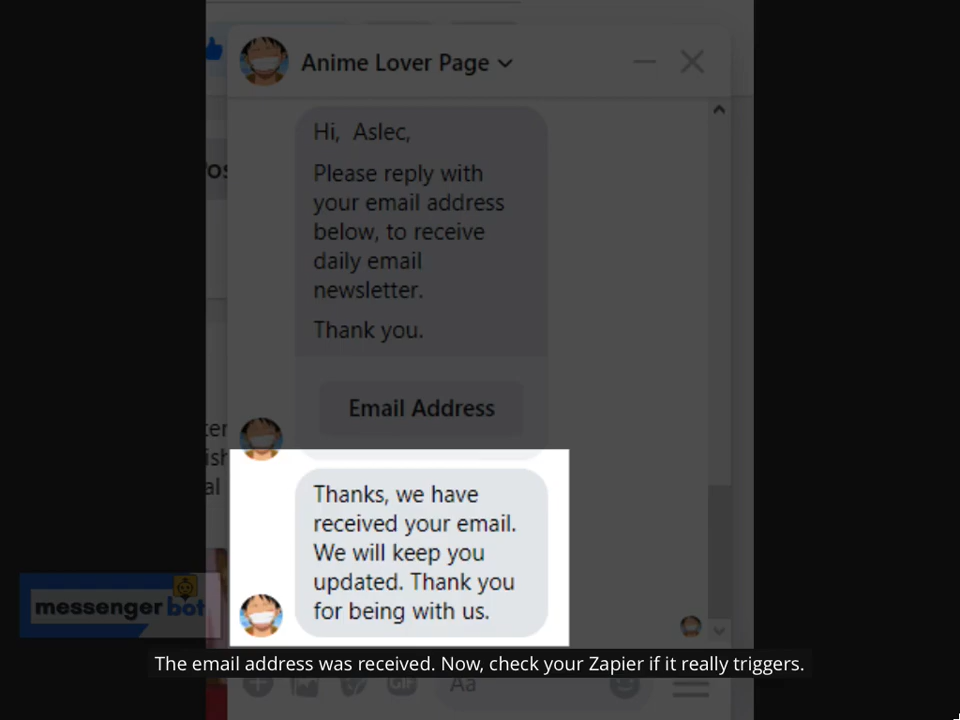 Anime Lover Page
Hi, Aslec,
Please reply with
your email address
below, to receive
daily email
newsletter.
Thank you.
Email Address
Thanks, we have
received your email.
We will keep you
updated. Thank you
for being with us.
messenger bot
The email address was received. Now, check your Zapier if it really triggers.
GIF
Aa